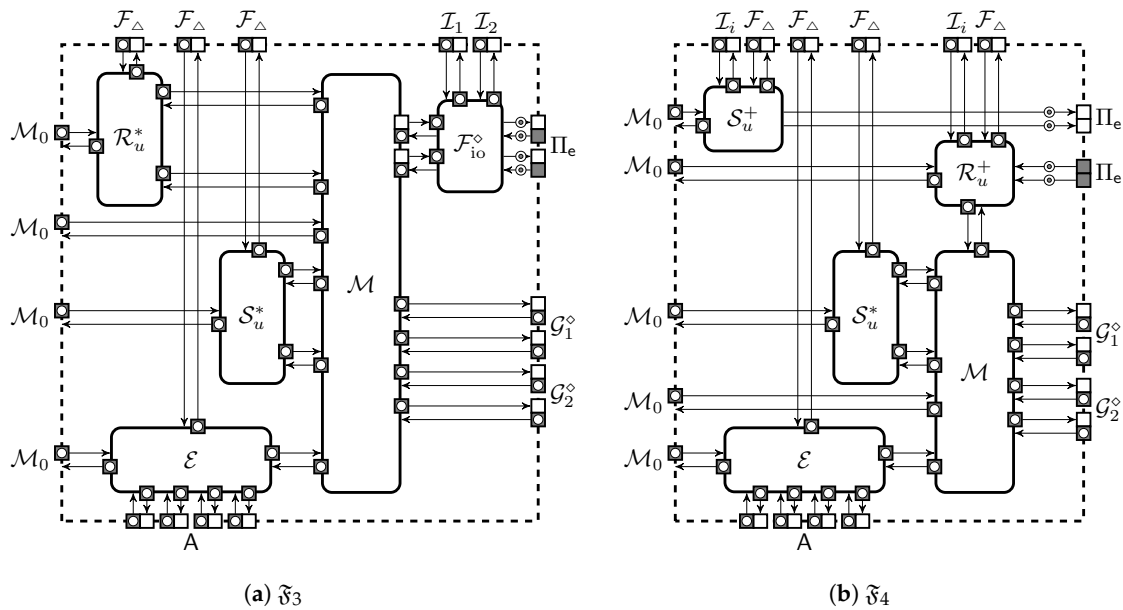 𝓕△ 𝓕△ 𝓕△ 𝓘₁ 𝓘₂
𝓜₀ 𝓡*ᵤ 𝓕◇ᵢₒ Πₑ
𝓜₀
𝓜
𝓜₀ 𝓢*ᵤ 𝓖◇₁
𝓖◇₂
𝓜₀ 𝓔
A
(a) 𝔉₃
𝓘ᵢ 𝓕△ 𝓕△ 𝓕△ 𝓘ᵢ 𝓕△
𝓜₀ 𝓢⁺ᵤ Πₑ
𝓜₀ 𝓡⁺ᵤ Πₑ
𝓜₀ 𝓢*ᵤ 𝓖◇₁
𝓜
𝓜₀ 𝓖◇₂
𝓜₀ 𝓔
A
(b) 𝔉₄